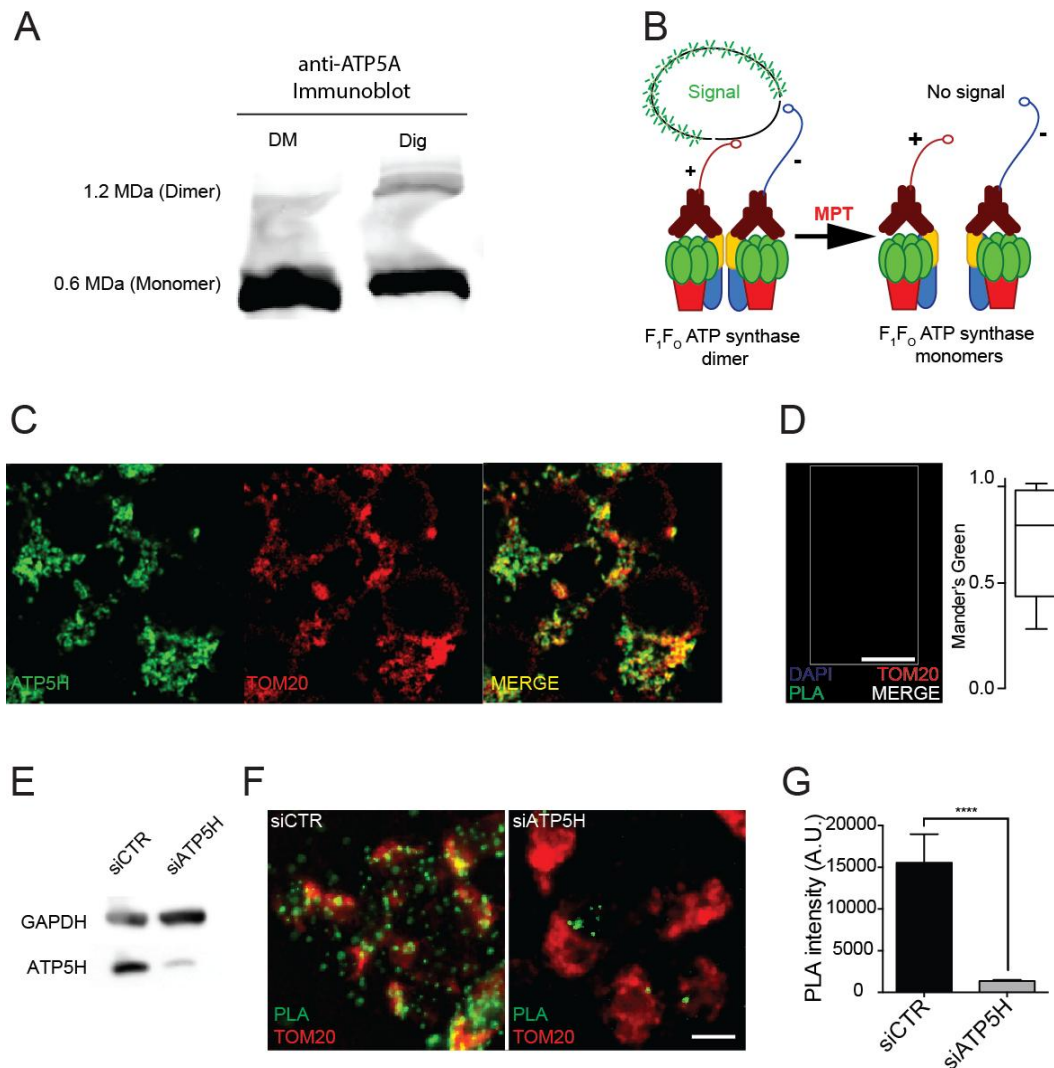 A
anti-ATP5A
Immunoblot
DM
Dig
1.2 MDa (Dimer)
0.6 MDa (Monomer)
B
Signal
No signal
+
-
MPT
+
-
F₁F₀ ATP synthase
dimer
F₁F₀ ATP synthase
monomers
C
ATP5H
TOM20
MERGE
D
DAPI
TOM20
PLA
MERGE
Mander's Green
1.0
0.5
0.0
E
siCTR
siATP5H
GAPDH
ATP5H
F
siCTR
PLA
TOM20
siATP5H
PLA
TOM20
G
PLA intensity (A.U.)
20000
15000
10000
5000
0
****
siCTR
siATP5H